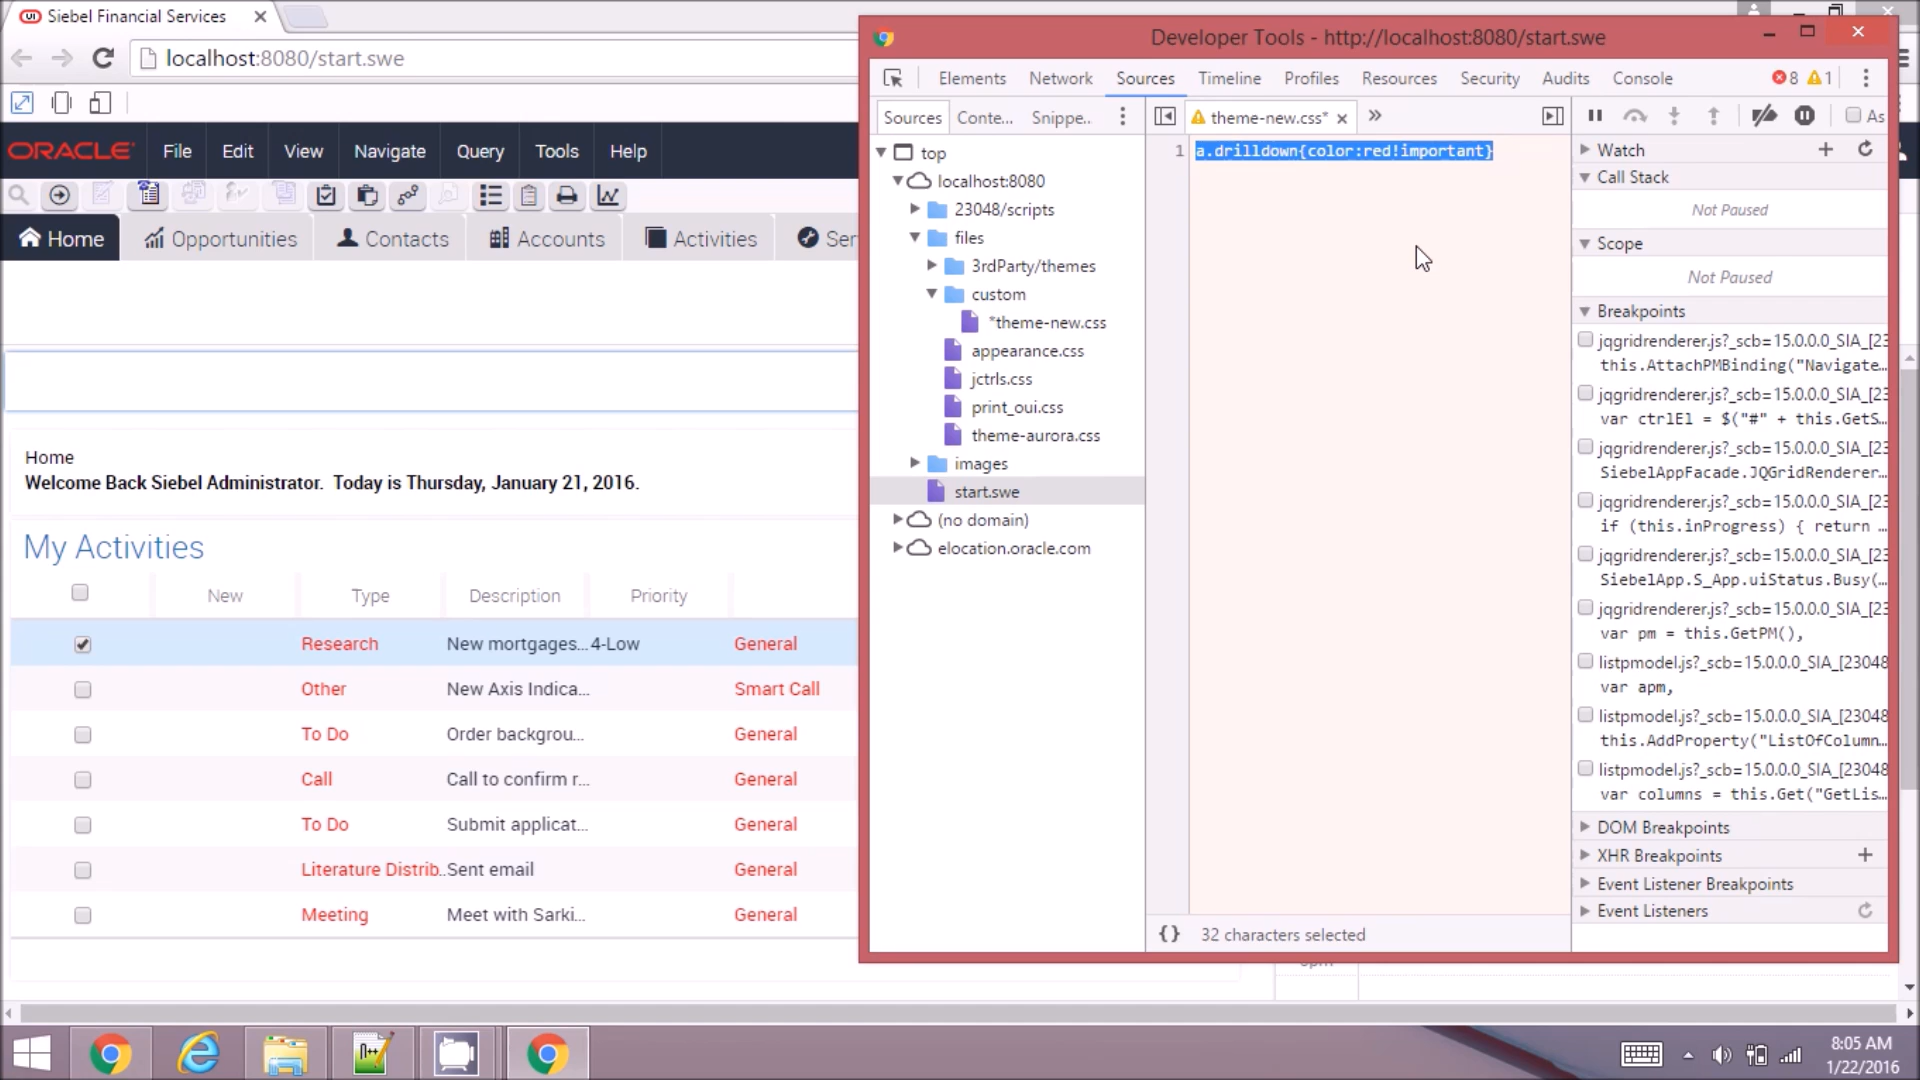 Siebel Financial Services
localhost:8080/start.swe
ORACLE File Edit View Navigate Query Tools Help
Home Opportunities Contacts Accounts Activities Ser
Home
Welcome Back Siebel Administrator. Today is Thursday, January 21, 2016.
My Activities
New Type Description Priority
Research New mortgages... 4-Low General
Other New Axis Indica... Smart Call
To Do Order backgrou... General
Call Call to confirm r... General
To Do Submit applicat... General
Literature Distrib.. Sent email General
Meeting Meet with Sarki... General
Developer Tools - http://localhost:8080/start.swe
Elements Network Sources Timeline Profiles Resources Security Audits Console 8 1
Sources Conte... Snippe..
top
localhost:8080
23048/scripts
files
3rdParty/themes
custom
*theme-new.css
appearance.css
jctrls.css
print_oui.css
theme-aurora.css
images
start.swe
(no domain)
elocation.oracle.com
theme-new.css*
1 a.drilldown{color:red!important}
{} 32 characters selected
As
Watch
Call Stack
Not Paused
Scope
Not Paused
Breakpoints
jqgridrenderer.js?_scb=15.0.0.0_SIA_[23
this.AttachPMBinding("Navigate...
jqgridrenderer.js?_scb=15.0.0.0_SIA_[23
var ctrlEl = $("#" + this.GetS...
jqgridrenderer.js?_scb=15.0.0.0_SIA_[23
SiebelAppFacade.JQGridRenderer...
jqgridrenderer.js?_scb=15.0.0.0_SIA_[23
if (this.inProgress) { return ...
jqgridrenderer.js?_scb=15.0.0.0_SIA_[23
SiebelApp.S_App.uiStatus.Busy(...
jqgridrenderer.js?_scb=15.0.0.0_SIA_[23
var pm = this.GetPM(),
listpmodel.js?_scb=15.0.0.0_SIA_[23048
var apm,
listpmodel.js?_scb=15.0.0.0_SIA_[23048
this.AddProperty("ListOfColumn...
listpmodel.js?_scb=15.0.0.0_SIA_[23048
var columns = this.Get("GetLis...
DOM Breakpoints
XHR Breakpoints
Event Listener Breakpoints
Event Listeners
8:05 AM
1/22/2016